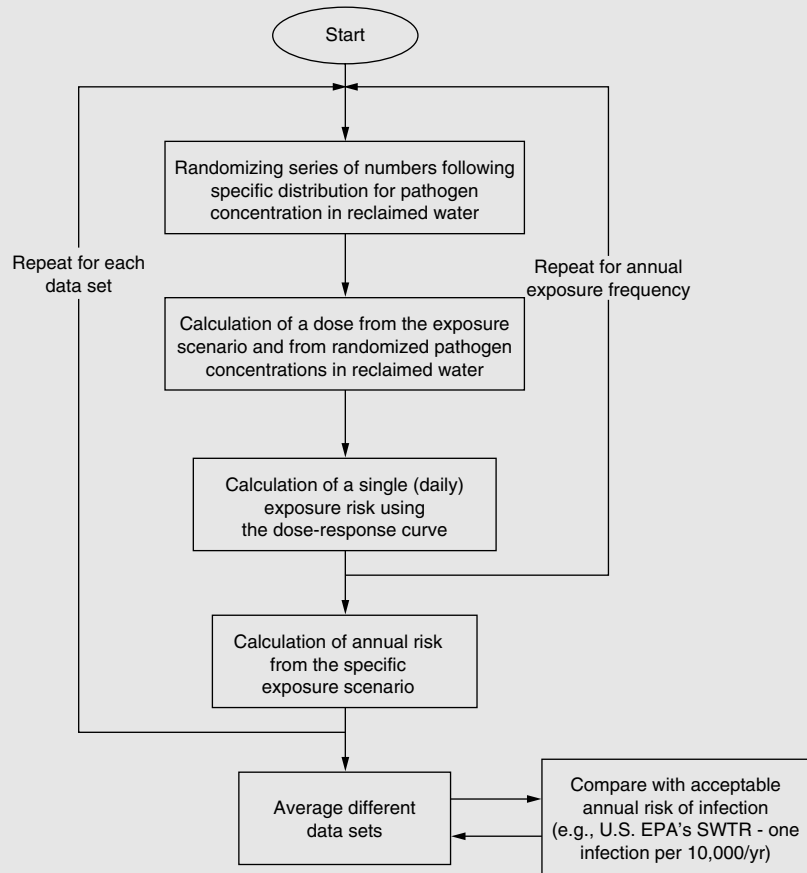 Start
Randomizing series of numbers following
specific distribution for pathogen
concentration in reclaimed water
Repeat for each
data set
Repeat for annual
exposure frequency
Calculation of a dose from the exposure
scenario and from randomized pathogen
concentrations in reclaimed water
Calculation of a single (daily)
exposure risk using
the dose-response curve
Calculation of annual risk
from the specific
exposure scenario
Average different
data sets
Compare with acceptable
annual risk of infection
(e.g., U.S. EPA's SWTR - one
infection per 10,000/yr)